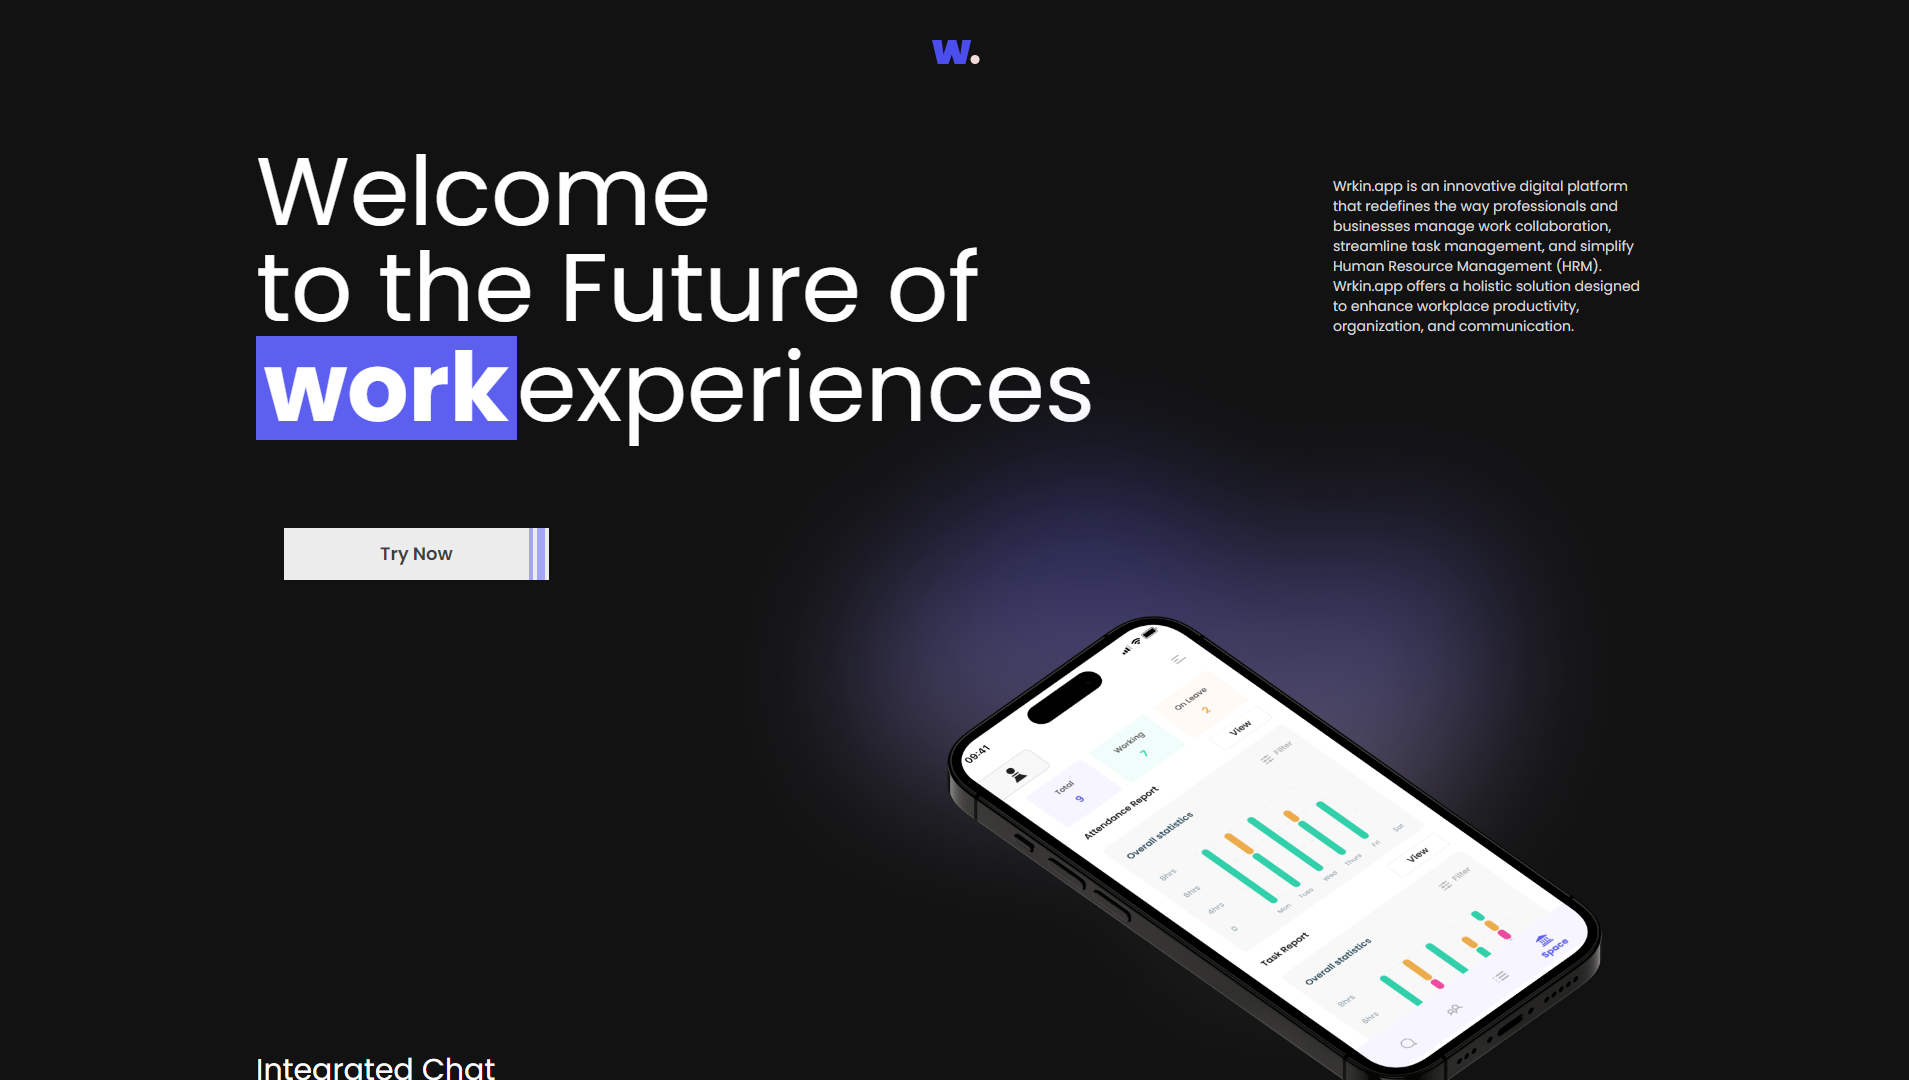 w.
Welcome
to the Future of
work experiences
Wrkin.app is an innovative digital platform
that redefines the way professionals and
businesses manage work collaboration,
streamline task management, and simplify
Human Resource Management (HRM).
Wrkin.app offers a holistic solution designed
to enhance workplace productivity,
organization, and communication.
Try Now
09:41
Total
9
Working
7
On Leave
2
Attendance Report
View
Overall statistics
Filter
8hrs
6hrs
4hrs
0
Mon
Tues
Wed
Thurs
Fri
Sat
Task Report
View
Overall statistics
Filter
8hrs
6hrs
Space
Integrated Chat